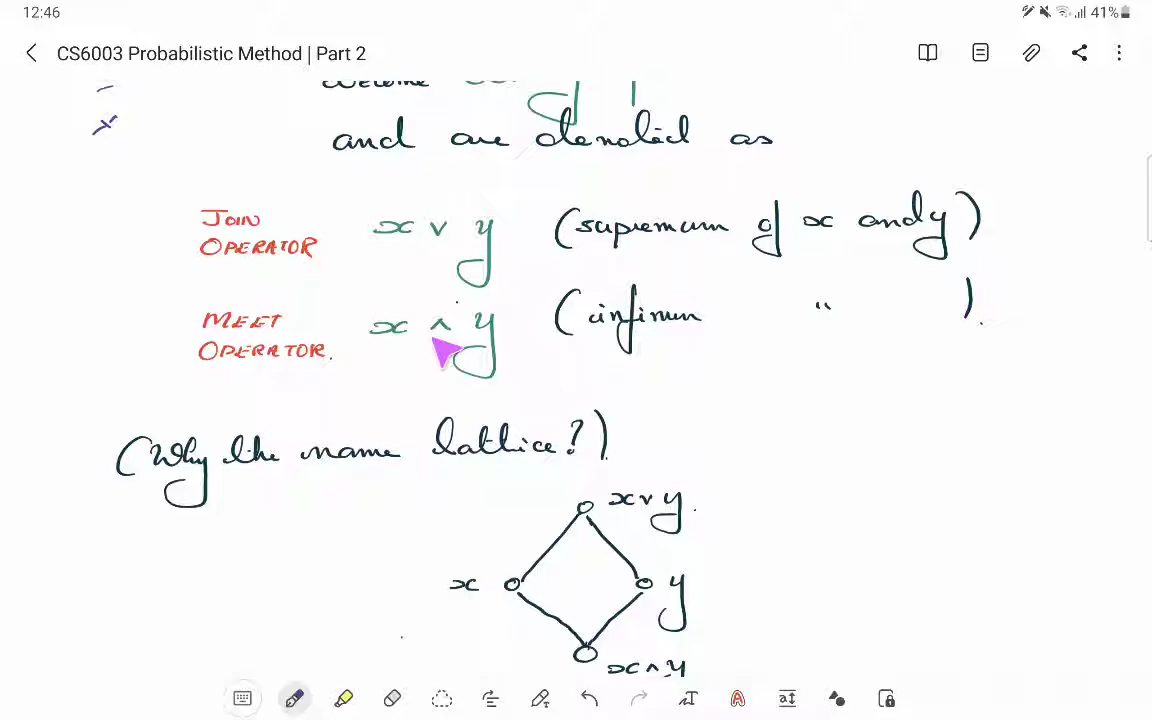 12:46 41%
CS6003 Probabilistic Method | Part 2
and are denoted as
JOIN OPERATOR x ∨ y (supremum of x and y)
MEET OPERATOR. x ∧ y (infimum " ).
(Why the name lattice?)
x ∨ y.
x y
x ∧ y